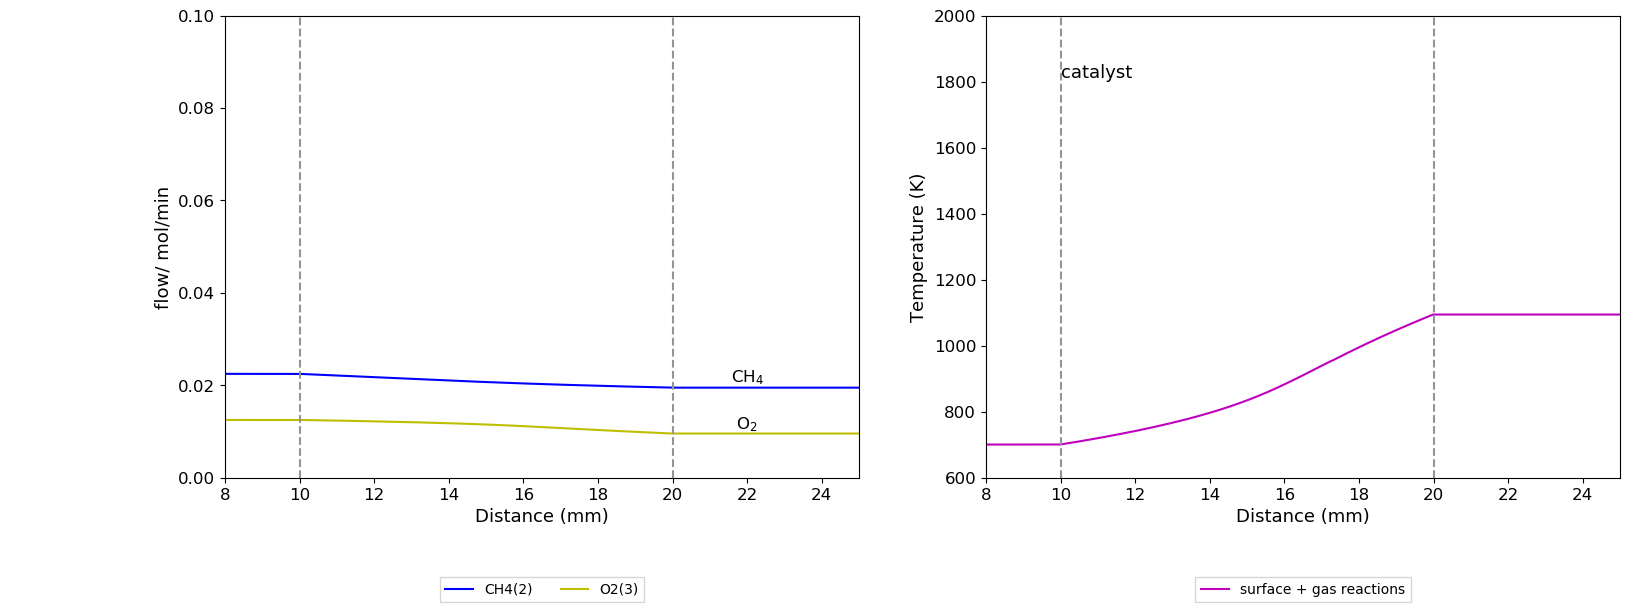 0.10
0.08
0.06
0.04
0.02
0.00
flow/ mol/min
CH₄
O₂
8 10 12 14 16 18 20 22 24
Distance (mm)
CH4(2) O2(3)
2000
1800
1600
1400
1200
1000
800
600
Temperature (K)
catalyst
8 10 12 14 16 18 20 22 24
Distance (mm)
surface + gas reactions